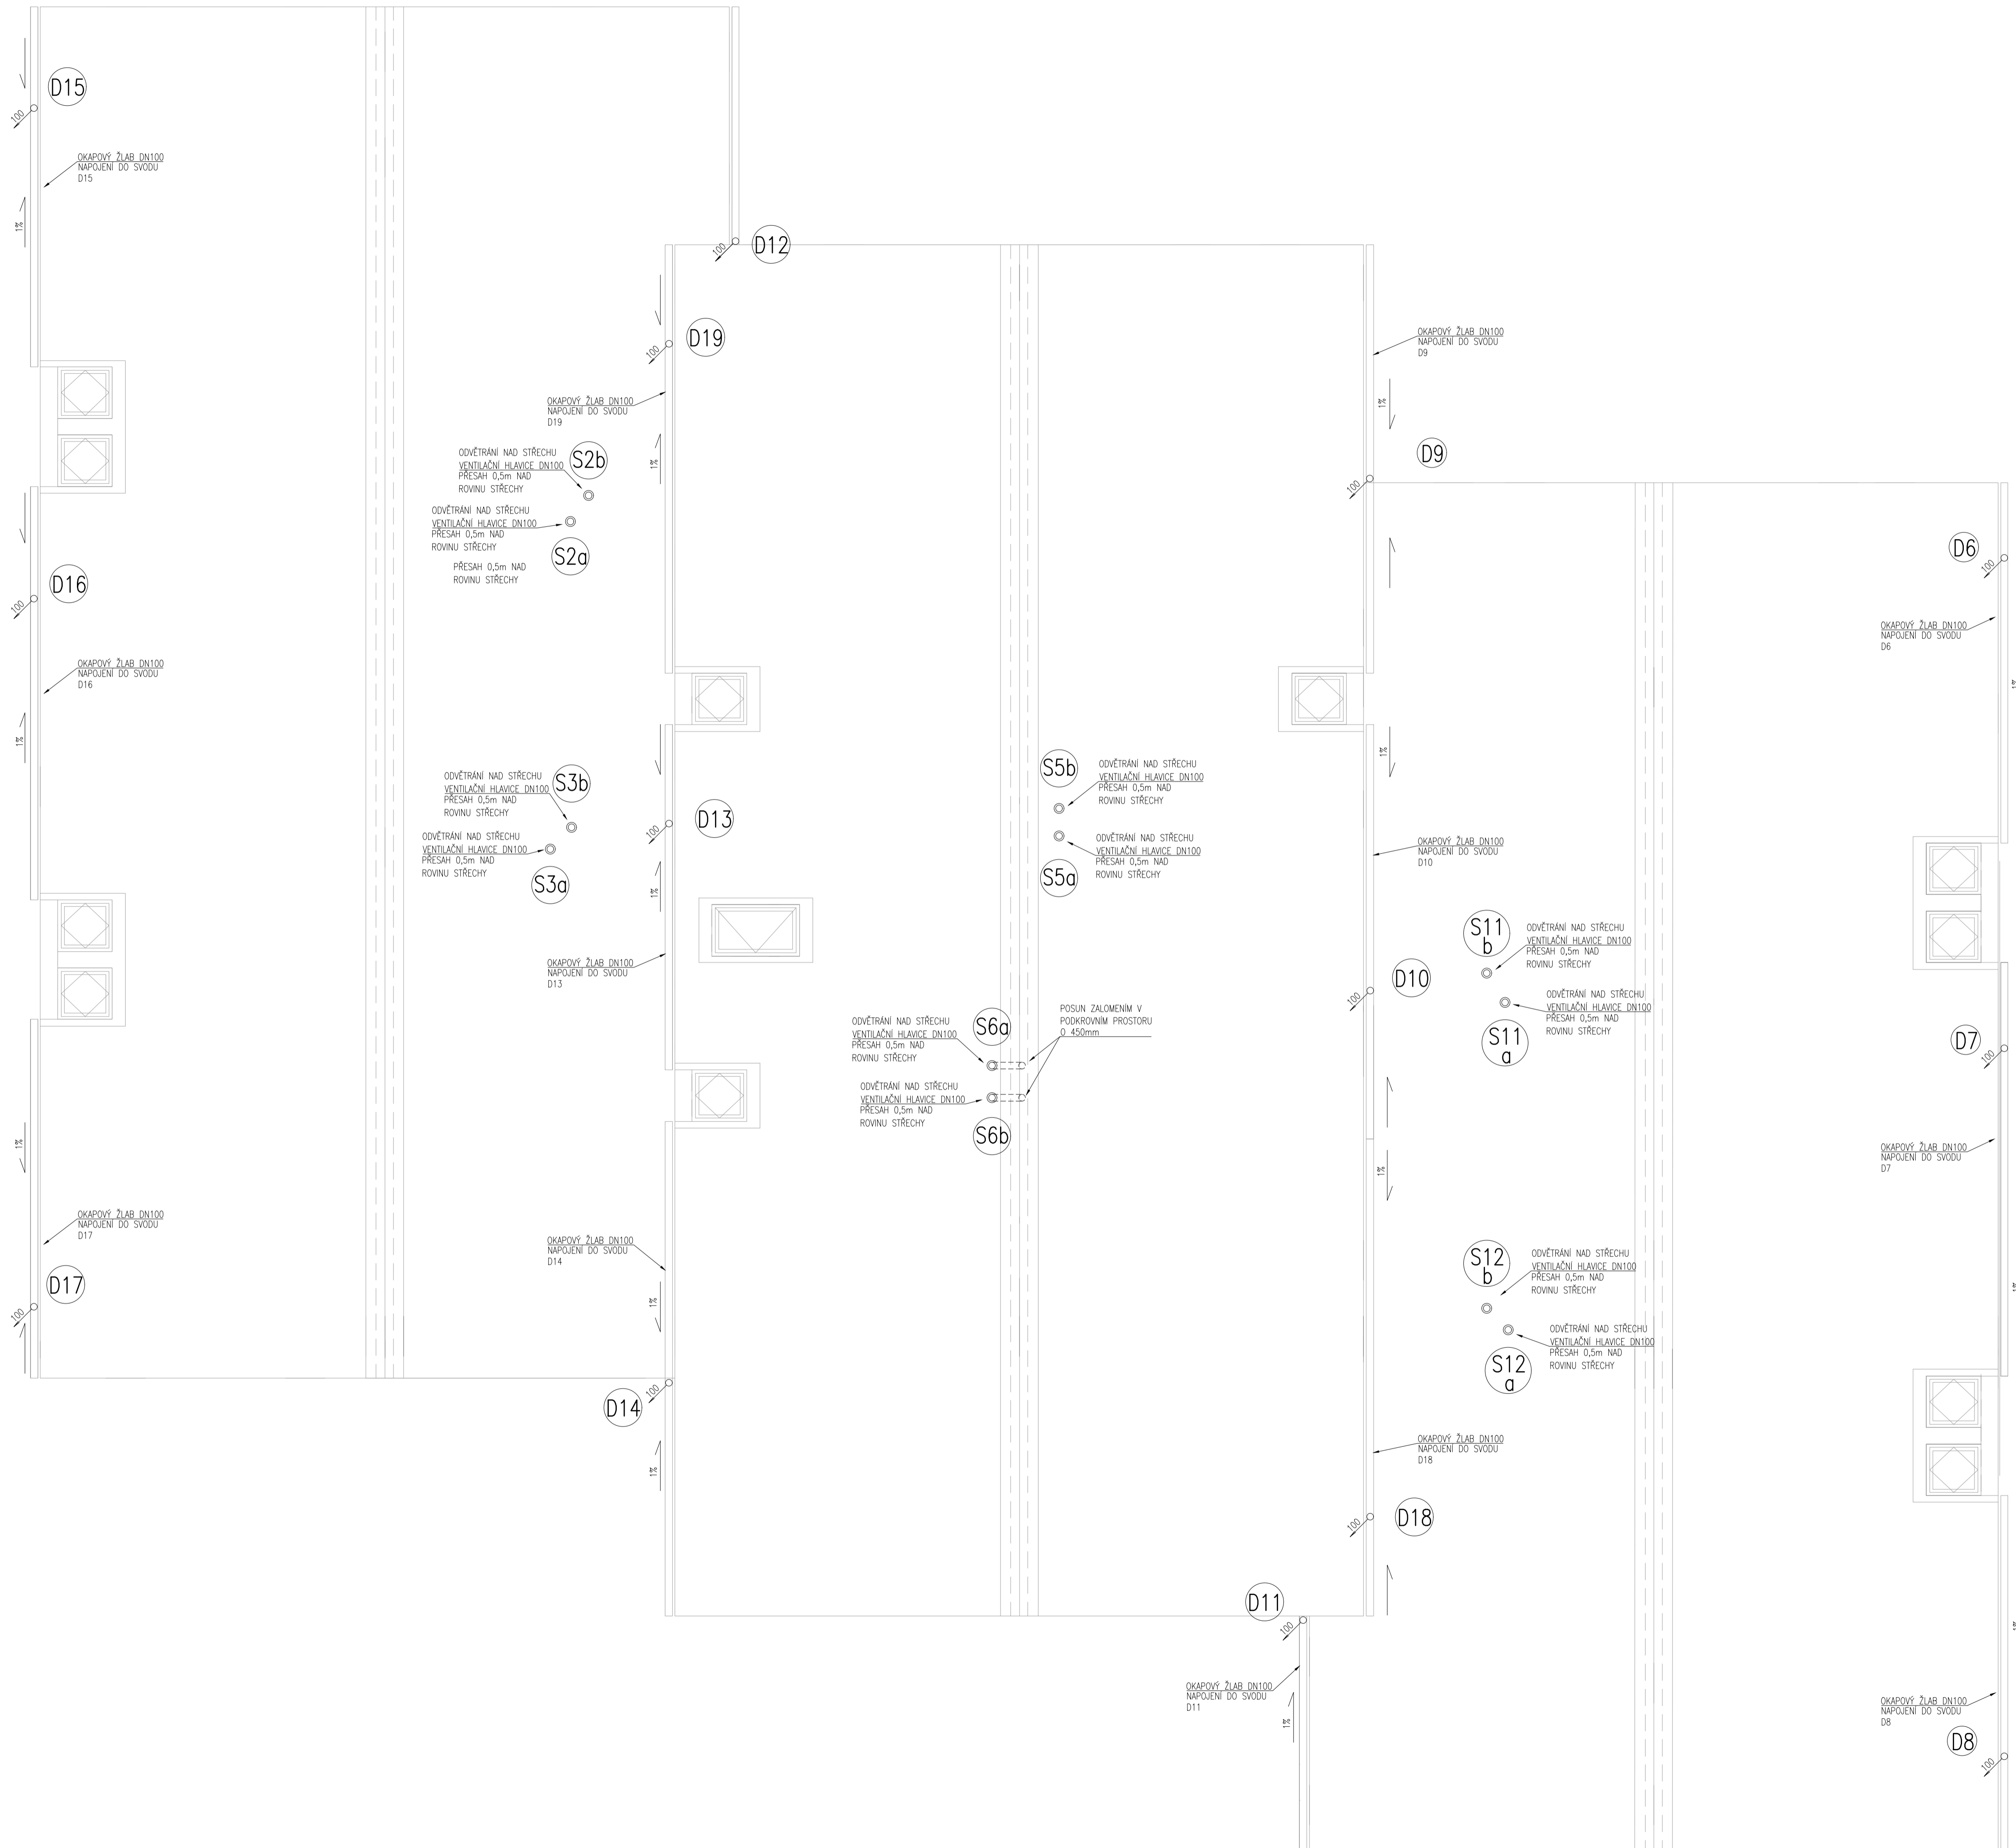 D15
100
OKAPOVÝ ŽLAB DN100
NAPOJENÍ DO SVODU
D15
1%
D12
100
D19
100
OKAPOVÝ ŽLAB DN100
NAPOJENÍ DO SVODU
D19
1%
OKAPOVÝ ŽLAB DN100
NAPOJENÍ DO SVODU
D9
1%
D9
100
ODVĚTRÁNÍ NAD STŘECHU
VENTILAČNÍ HLAVICE DN100
PŘESAH 0,5m NAD
ROVINU STŘECHY
S2b
ODVĚTRÁNÍ NAD STŘECHU
VENTILAČNÍ HLAVICE DN100
PŘESAH 0,5m NAD
ROVINU STŘECHY
S2a
PŘESAH 0,5m NAD
ROVINU STŘECHY
D16
100
OKAPOVÝ ŽLAB DN100
NAPOJENÍ DO SVODU
D16
1%
D6
100
OKAPOVÝ ŽLAB DN100
NAPOJENÍ DO SVODU
D6
1%
ODVĚTRÁNÍ NAD STŘECHU
VENTILAČNÍ HLAVICE DN100
PŘESAH 0,5m NAD
ROVINU STŘECHY
S3b
ODVĚTRÁNÍ NAD STŘECHU
VENTILAČNÍ HLAVICE DN100
PŘESAH 0,5m NAD
ROVINU STŘECHY
S3a
D13
100
1%
OKAPOVÝ ŽLAB DN100
NAPOJENÍ DO SVODU
D13
S5b
ODVĚTRÁNÍ NAD STŘECHU
VENTILAČNÍ HLAVICE DN100
PŘESAH 0,5m NAD
ROVINU STŘECHY
S5a
ODVĚTRÁNÍ NAD STŘECHU
VENTILAČNÍ HLAVICE DN100
PŘESAH 0,5m NAD
ROVINU STŘECHY
1%
OKAPOVÝ ŽLAB DN100
NAPOJENÍ DO SVODU
D10
D10
100
S11
b
ODVĚTRÁNÍ NAD STŘECHU
VENTILAČNÍ HLAVICE DN100
PŘESAH 0,5m NAD
ROVINU STŘECHY
S11
a
ODVĚTRÁNÍ NAD STŘECHU
VENTILAČNÍ HLAVICE DN100
PŘESAH 0,5m NAD
ROVINU STŘECHY
S6a
ODVĚTRÁNÍ NAD STŘECHU
VENTILAČNÍ HLAVICE DN100
PŘESAH 0,5m NAD
ROVINU STŘECHY
POSUN ZALOMENÍM V
PODKROVNÍM PROSTORU
O 450mm
ODVĚTRÁNÍ NAD STŘECHU
VENTILAČNÍ HLAVICE DN100
PŘESAH 0,5m NAD
ROVINU STŘECHY
S6b
D7
100
OKAPOVÝ ŽLAB DN100
NAPOJENÍ DO SVODU
D7
1%
1%
OKAPOVÝ ŽLAB DN100
NAPOJENÍ DO SVODU
D17
D17
100
OKAPOVÝ ŽLAB DN100
NAPOJENÍ DO SVODU
D14
1%
D14
100
1%
1%
S12
b
ODVĚTRÁNÍ NAD STŘECHU
VENTILAČNÍ HLAVICE DN100
PŘESAH 0,5m NAD
ROVINU STŘECHY
S12
a
ODVĚTRÁNÍ NAD STŘECHU
VENTILAČNÍ HLAVICE DN100
PŘESAH 0,5m NAD
ROVINU STŘECHY
OKAPOVÝ ŽLAB DN100
NAPOJENÍ DO SVODU
D18
D18
100
D11
100
OKAPOVÝ ŽLAB DN100
NAPOJENÍ DO SVODU
D11
1%
1%
OKAPOVÝ ŽLAB DN100
NAPOJENÍ DO SVODU
D8
D8
100